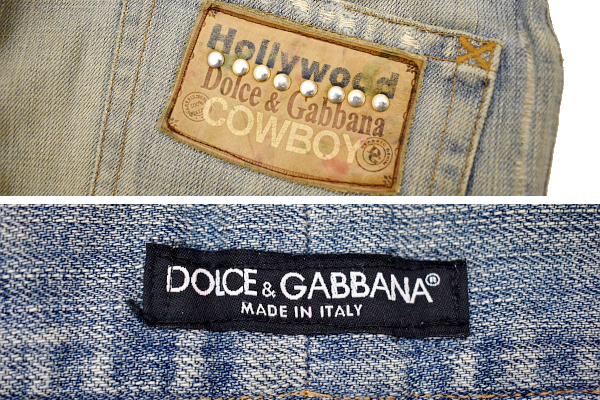 Hollywood
Dolce & Gabbana
COWBOY
DOLCE & GABBANA®
MADE IN ITALY